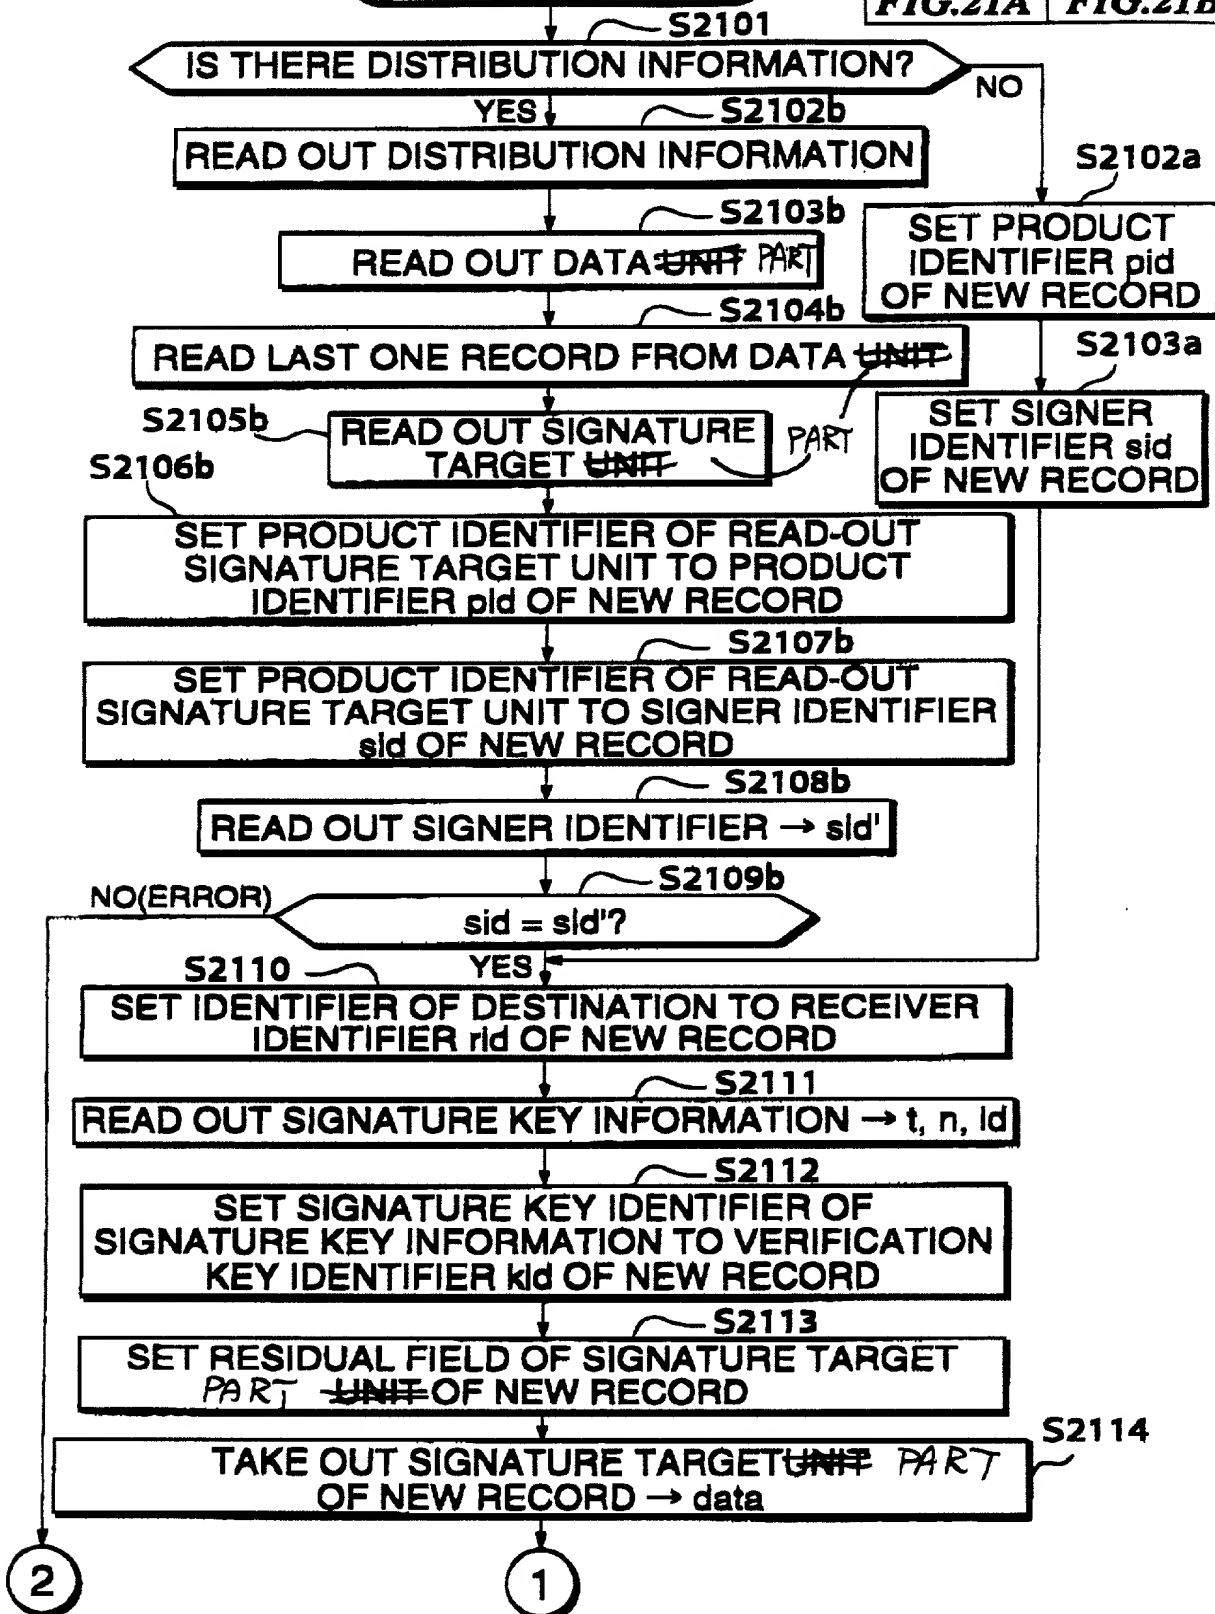 FIG.21A FIG.21B
S2101
IS THERE DISTRIBUTION INFORMATION?
NO
YES
S2102b
READ OUT DISTRIBUTION INFORMATION
S2102a
SET PRODUCT
IDENTIFIER pid
OF NEW RECORD
S2103b
READ OUT DATA UNIT PART
S2104b
READ LAST ONE RECORD FROM DATA UNIT
S2103a
SET SIGNER
IDENTIFIER sid
OF NEW RECORD
S2105b
READ OUT SIGNATURE
TARGET UNIT
PART
S2106b
SET PRODUCT IDENTIFIER OF READ-OUT
SIGNATURE TARGET UNIT TO PRODUCT
IDENTIFIER pid OF NEW RECORD
S2107b
SET PRODUCT IDENTIFIER OF READ-OUT
SIGNATURE TARGET UNIT TO SIGNER IDENTIFIER
sid OF NEW RECORD
S2108b
READ OUT SIGNER IDENTIFIER → sid'
S2109b
NO(ERROR)
sid = sid'?
YES
S2110
SET IDENTIFIER OF DESTINATION TO RECEIVER
IDENTIFIER rid OF NEW RECORD
S2111
READ OUT SIGNATURE KEY INFORMATION → t, n, id
S2112
SET SIGNATURE KEY IDENTIFIER OF
SIGNATURE KEY INFORMATION TO VERIFICATION
KEY IDENTIFIER kid OF NEW RECORD
S2113
SET RESIDUAL FIELD OF SIGNATURE TARGET
PART UNIT OF NEW RECORD
S2114
TAKE OUT SIGNATURE TARGET UNIT PART
OF NEW RECORD → data
2
1